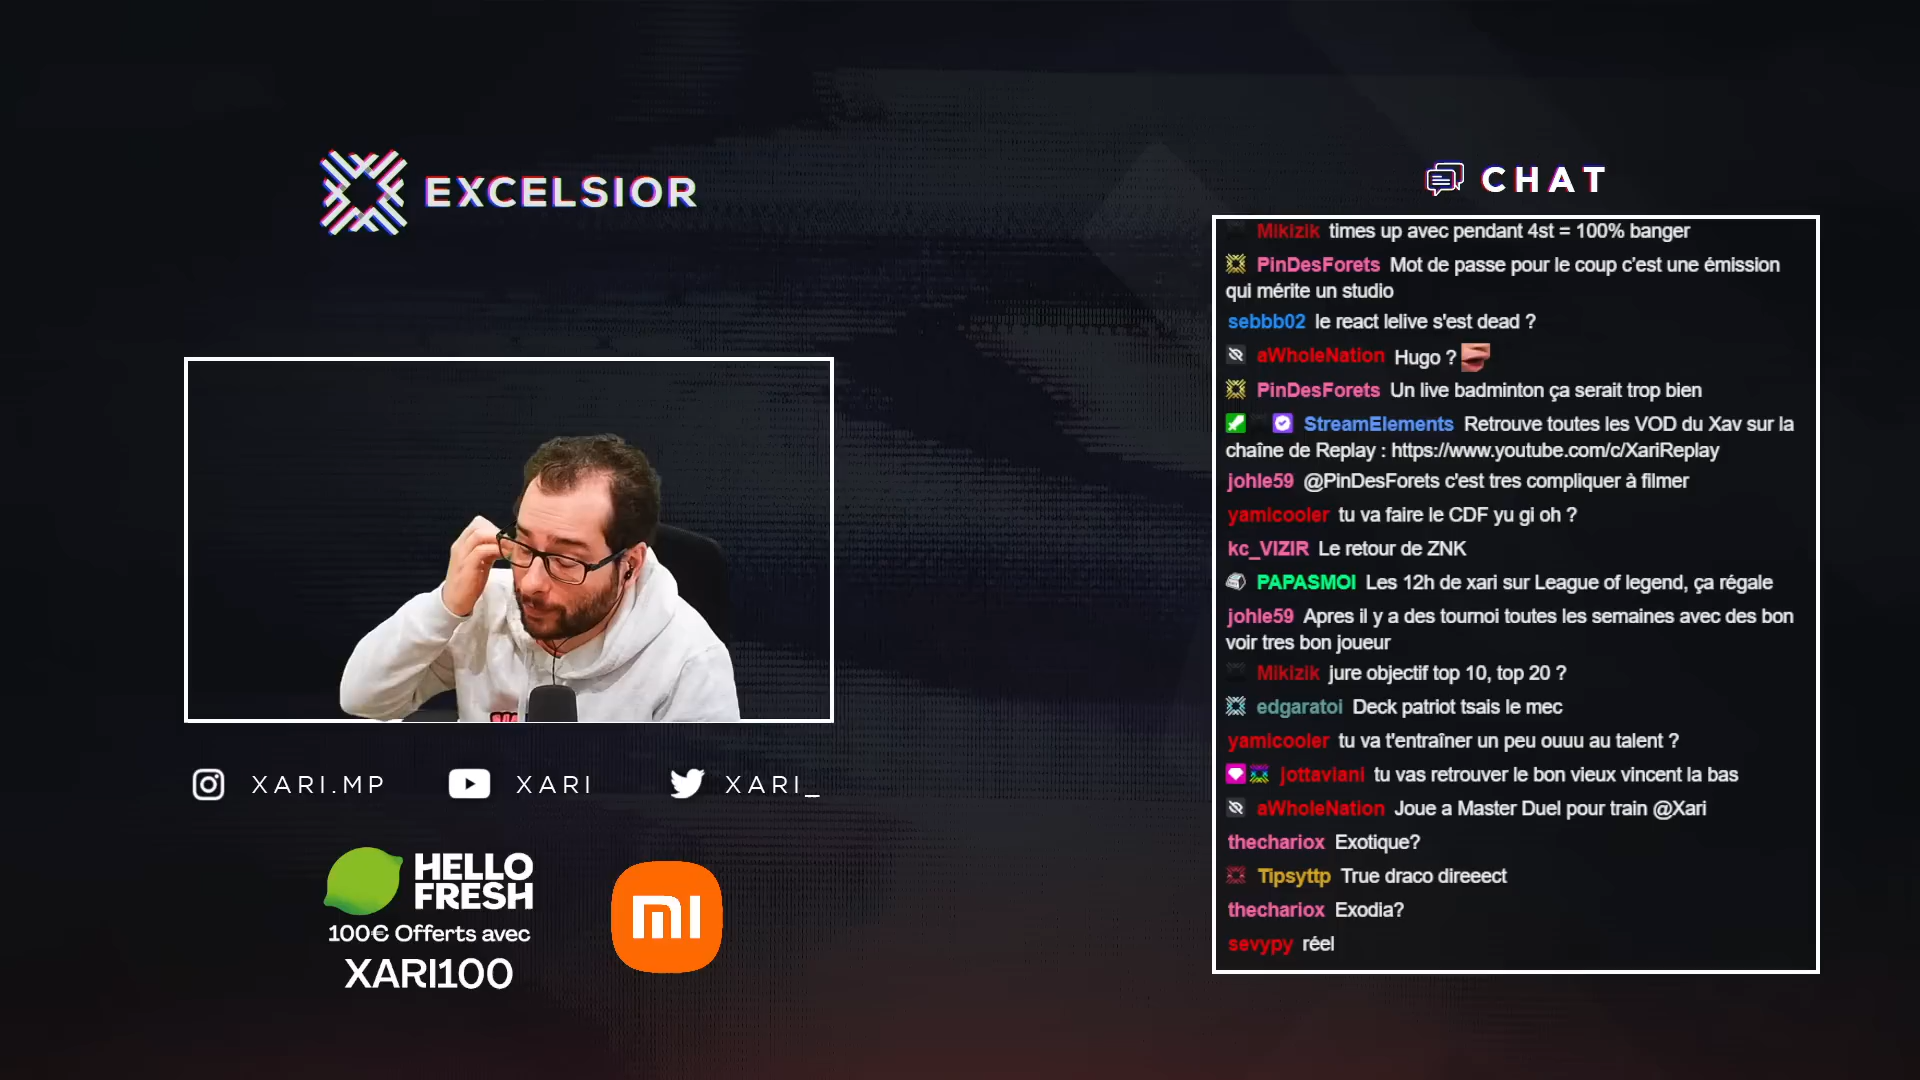 EXCELSIOR
CHAT
Mikizik times up avec pendant 4st = 100% banger
PinDesForets Mot de passe pour le coup c'est une émission
qui mérite un studio
sebbb02 le react lelive s'est dead ?
aWholeNation Hugo ?
PinDesForets Un live badminton ça serait trop bien
StreamElements Retrouve toutes les VOD du Xav sur la
chaîne de Replay : https://www.youtube.com/c/XariReplay
johle59 @PinDesForets c'est tres compliquer à filmer
yamicooler tu va faire le CDF yu gi oh ?
kc_VIZIR Le retour de ZNK
PAPASMOI Les 12h de xari sur League of legend, ça régale
johle59 Apres il y a des tournoi toutes les semaines avec des bon
voir tres bon joueur
Mikizik jure objectif top 10, top 20 ?
edgaratoi Deck patriot tsais le mec
yamicooler tu va t'entraîner un peu ouuu au talent ?
jottaviani tu vas retrouver le bon vieux vincent la bas
aWholeNation Joue a Master Duel pour train @Xari
thechariox Exotique?
Tipsyttp True draco direeect
thechariox Exodia?
sevypy réel
XARI.MP
XARI
XARI_
HELLO
FRESH
100€ Offerts avec
XARI100
MI